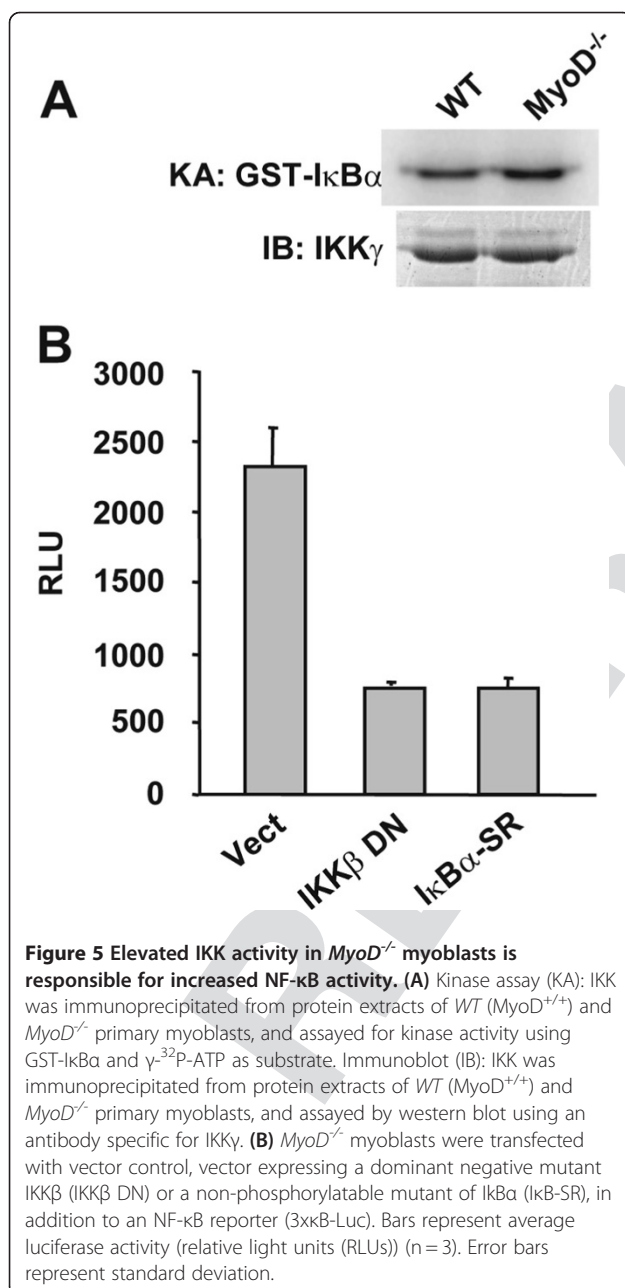 A
WT MyoD-/-
KA: GST-IκBα
IB: IKKγ
B
3000
2500
2000
1500
1000
500
0
RLU
Vect IKKβ DN IκBα-SR
Figure 5 Elevated IKK activity in MyoD-/- myoblasts is
responsible for increased NF-κB activity. (A) Kinase assay (KA): IKK
was immunoprecipitated from protein extracts of WT (MyoD+/+) and
MyoD-/- primary myoblasts, and assayed for kinase activity using
GST-IκBα and γ-32P-ATP as substrate. Immunoblot (IB): IKK was
immunoprecipitated from protein extracts of WT (MyoD+/+) and
MyoD-/- primary myoblasts, and assayed by western blot using an
antibody specific for IKKγ. (B) MyoD-/- myoblasts were transfected
with vector control, vector expressing a dominant negative mutant
IKKβ (IKKβ DN) or a non-phosphorylatable mutant of IkBα (IκB-SR), in
addition to an NF-κB reporter (3xκB-Luc). Bars represent average
luciferase activity (relative light units (RLUs)) (n = 3). Error bars
represent standard deviation.